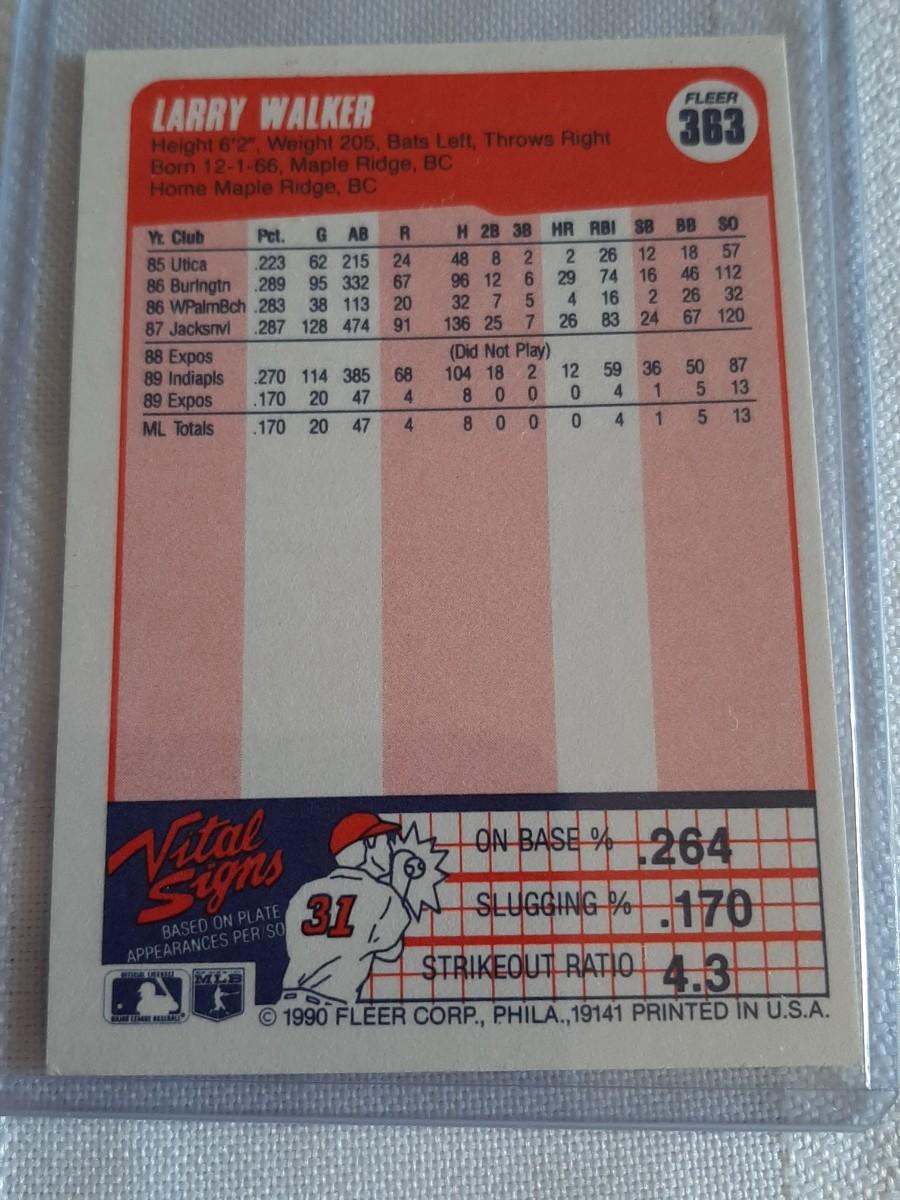 LARRY WALKER
FLEER
363
Height 6'2", Weight 205, Bats Left, Throws Right
Born 12-1-66, Maple Ridge, BC
Home Maple Ridge, BC
Yr. Club Pct. G AB R H 2B 3B HR RBI SB BB SO
85 Utica .223 62 215 24 48 8 2 2 26 12 18 57
86 Burlngtn .289 95 332 67 96 12 6 29 74 16 46 112
86 WPalmBch .283 38 113 20 32 7 5 4 16 2 26 32
87 Jacksnvl .287 128 474 91 136 25 7 26 83 24 67 120
88 Expos (Did Not Play)
89 Indiapls .270 114 385 68 104 18 2 12 59 36 50 87
89 Expos .170 20 47 4 8 0 0 0 4 1 5 13
ML Totals .170 20 47 4 8 0 0 0 4 1 5 13
Vital
Signs
BASED ON PLATE
APPEARANCES PER SO
31
ON BASE % .264
SLUGGING % .170
STRIKEOUT RATIO 4.3
MLB
MAJOR LEAGUE BASEBALL
© 1990 FLEER CORP., PHILA.,19141 PRINTED IN U.S.A.